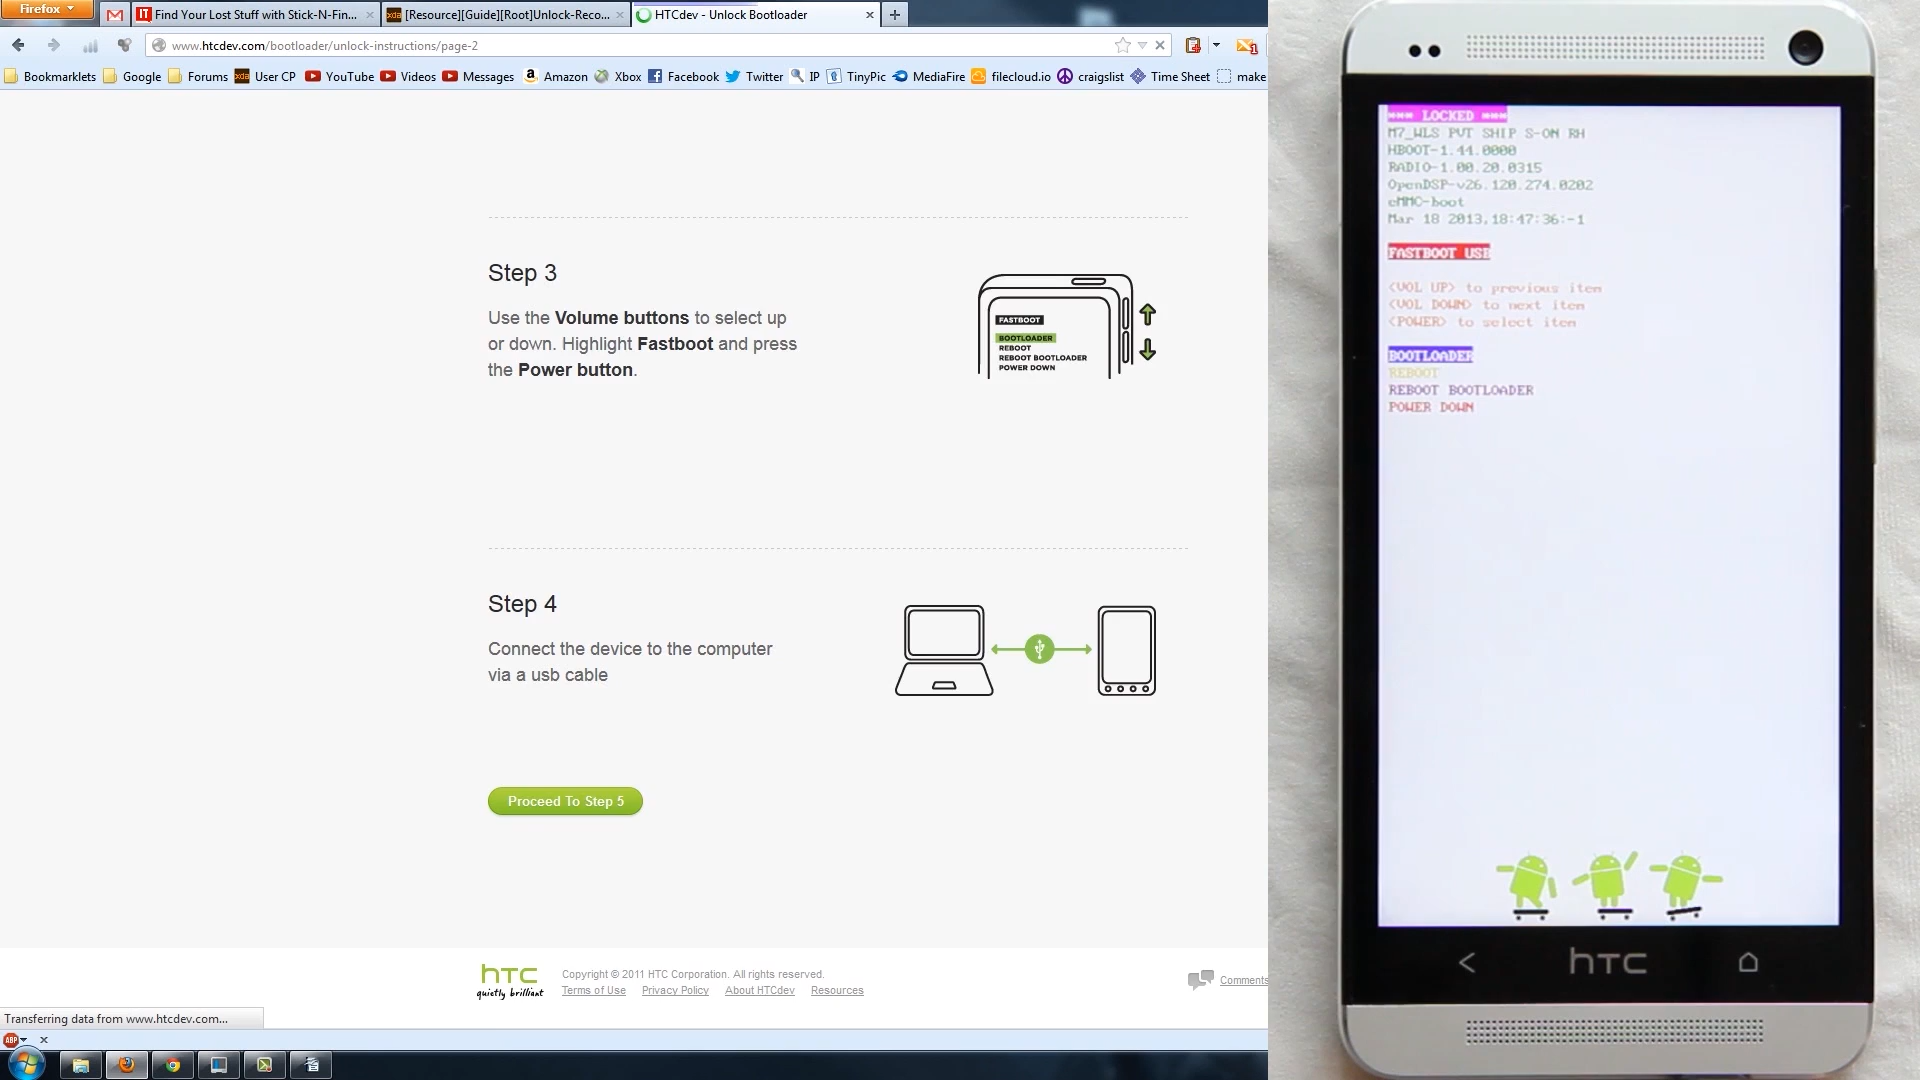 Firefox
Find Your Lost Stuff with Stick-N-Fin...
[Resource][Guide][Root]Unlock-Reco...
HTCdev - Unlock Bootloader
www.htcdev.com/bootloader/unlock-instructions/page-2
Bookmarklets Google Forums User CP YouTube Videos Messages Amazon Xbox Facebook Twitter IP TinyPic MediaFire filecloud.io craigslist Time Sheet make
Step 3
Use the Volume buttons to select up
or down. Highlight Fastboot and press
the Power button.
FASTBOOT
BOOTLOADER
REBOOT
REBOOT BOOTLOADER
POWER DOWN
Step 4
Connect the device to the computer
via a usb cable
Proceed To Step 5
hTC
quietly brilliant
Copyright © 2011 HTC Corporation. All rights reserved.
Terms of Use Privacy Policy About HTCdev Resources
Comments
Transferring data from www.htcdev.com...
ABP
*** LOCKED ***
M7_WLS PVT SHIP S-ON RH
HBOOT-1.44.0000
RADIO-1.00.20.0315
OpenDSP-v26.120.274.0202
eMMC-boot
Mar 18 2013,18:47:36:-1
FASTBOOT USB
<VOL UP> to previous item
<VOL DOWN> to next item
<POWER> to select item
BOOTLOADER
REBOOT
REBOOT BOOTLOADER
POWER DOWN
hTC